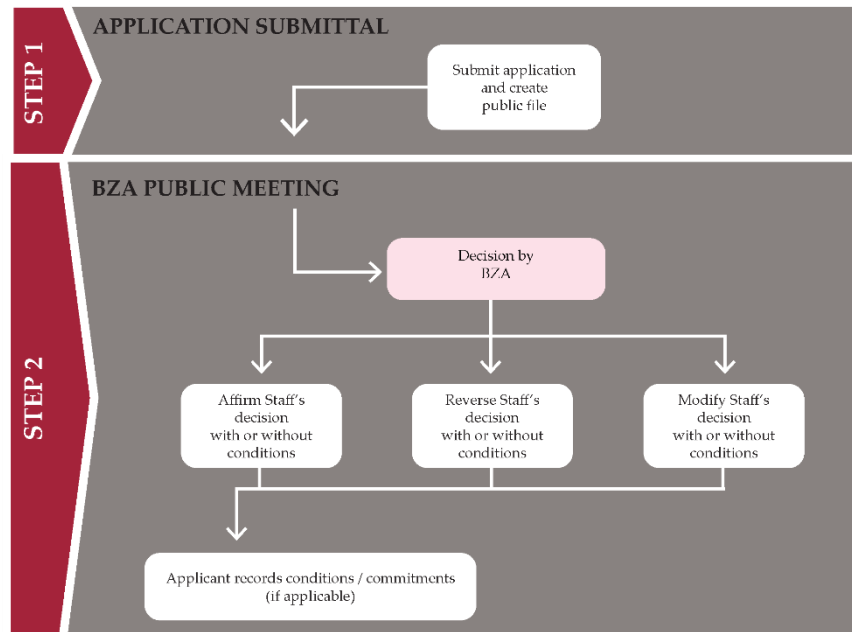 STEP 1
APPLICATION SUBMITTAL
Submit application
and create
public file
STEP 2
BZA PUBLIC MEETING
Decision by
BZA
Affirm Staff's
decision
with or without
conditions
Reverse Staff's
decision
with or without
conditions
Modify Staff's
decision
with or without
conditions
Applicant records conditions / commitments
(if applicable)